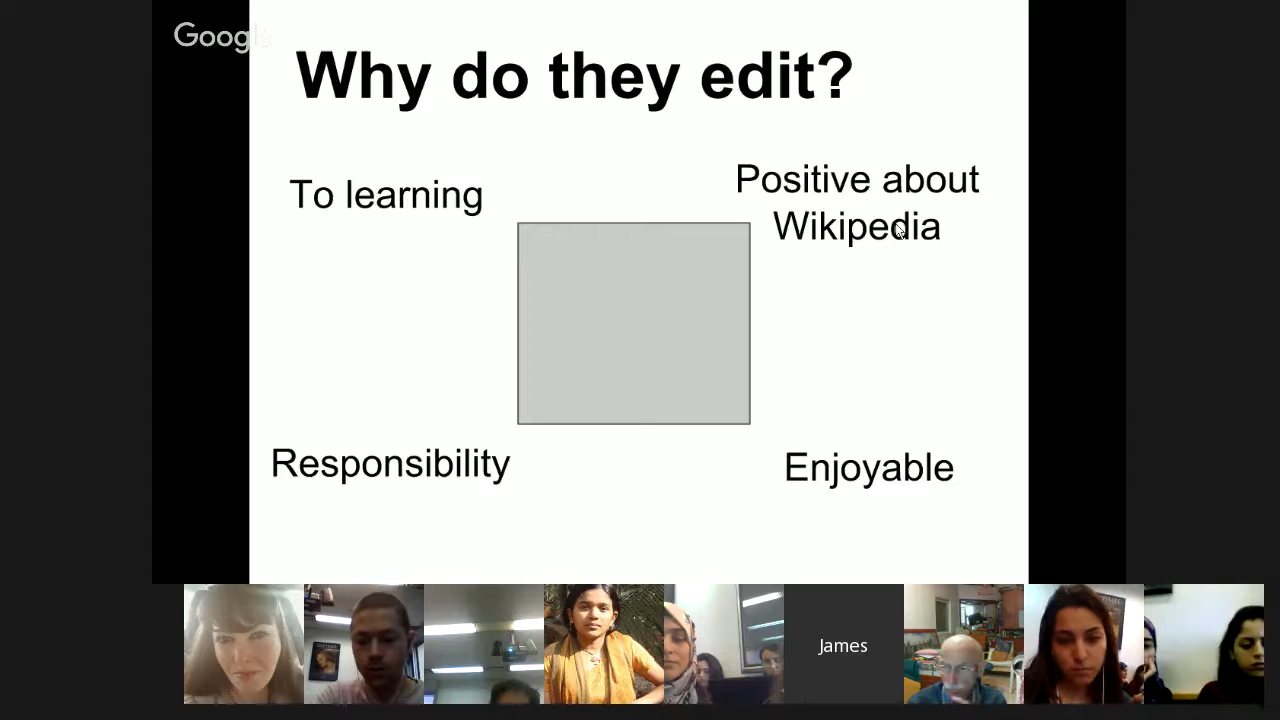 Google
Why do they edit?
To learning
Positive about
Wikipedia
Responsibility
Enjoyable
James